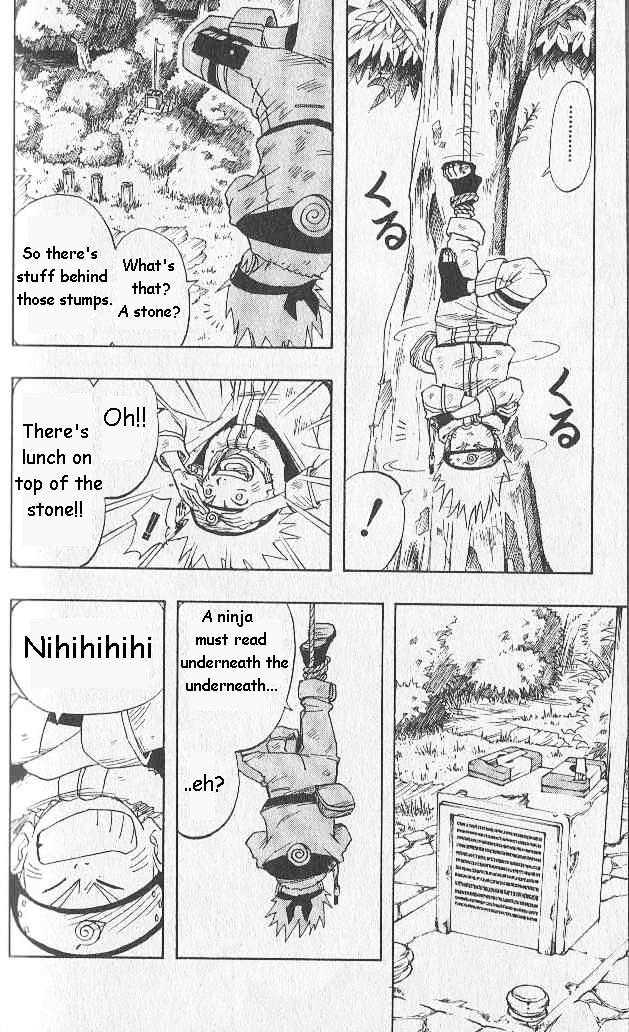 ..........
くる
くる
!
What's
that?
A stone?
So there's
stuff behind
those stumps.
Oh!!
There's
lunch on
top of the
stone!!
!!
A ninja
must read
underneath the
underneath...
..eh?
Nihihihihi